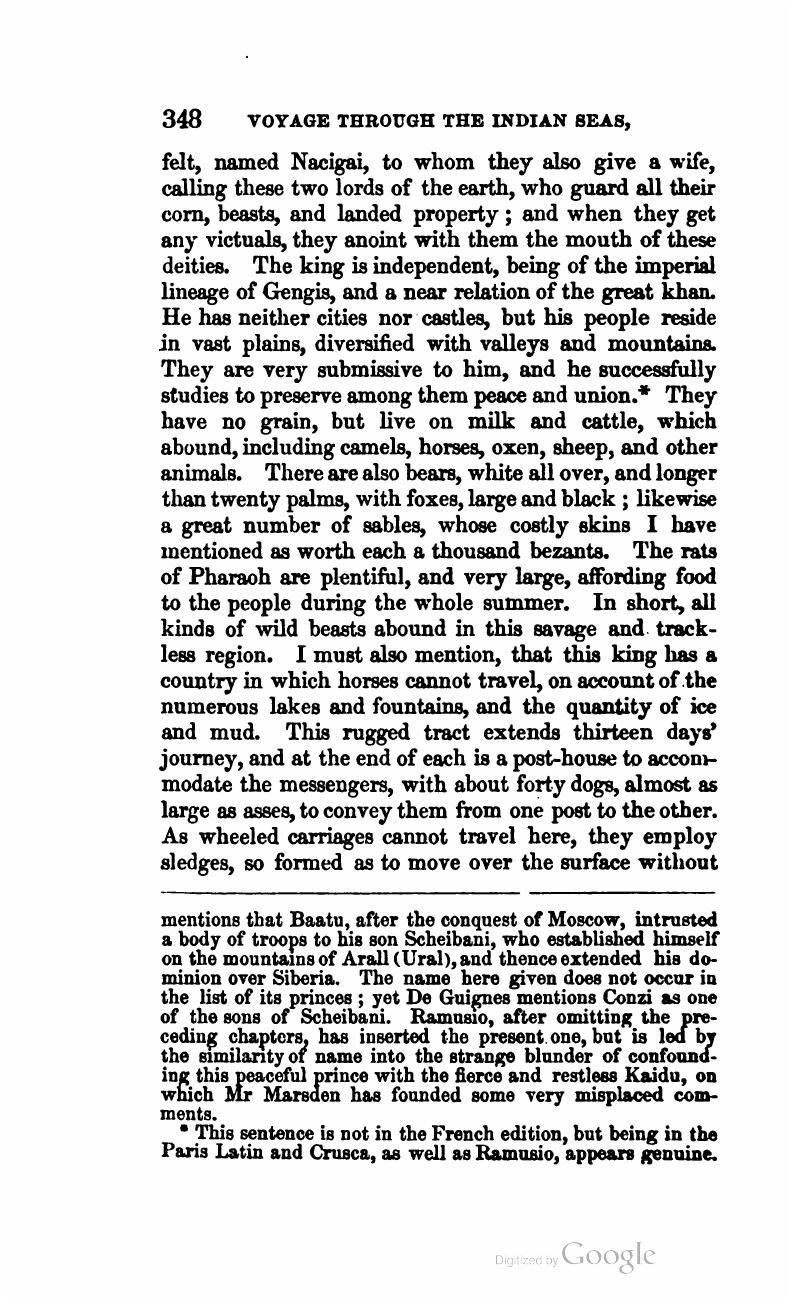 348 VOYAGE THROUGH THE INDIAN SEAS,
felt, named Nacigai, to whom they also give a wife,
calling these two lords of the earth, who guard all their
corn, beasts, and landed property ; and when they get
any victuals, they anoint with them the mouth of these
deities. The king is independent, being of the imperial
lineage of Gengis, and a near relation of the great khan.
He has neither cities nor castles, but his people reside
in vast plains, diversified with valleys and mountains.
They are very submissive to him, and he successfully
studies to preserve among them peace and union.* They
have no grain, but live on milk and cattle, which
abound, including camels, horses, oxen, sheep, and other
animals. There are also bears, white all over, and longer
than twenty palms, with foxes, large and black ; likewise
a great number of sables, whose costly skins I have
mentioned as worth each a thousand bezants. The rats
of Pharaoh are plentiful, and very large, affording food
to the people during the whole summer. In short, all
kinds of wild beasts abound in this savage and track-
less region. I must also mention, that this king has a
country in which horses cannot travel, on account of the
numerous lakes and fountains, and the quantity of ice
and mud. This rugged tract extends thirteen days'
journey, and at the end of each is a post-house to accom-
modate the messengers, with about forty dogs, almost as
large as asses, to convey them from one post to the other.
As wheeled carriages cannot travel here, they employ
sledges, so formed as to move over the surface without
mentions that Baatu, after the conquest of Moscow, intrusted
a body of troops to his son Scheibani, who established himself
on the mountains of Arall (Ural), and thence extended his do-
minion over Siberia. The name here given does not occur in
the list of its princes ; yet De Guignes mentions Conzi as one
of the sons of Scheibani. Ramusio, after omitting the pre-
ceding chapters, has inserted the present one, but is led by
the similarity of name into the strange blunder of confound-
ing this peaceful prince with the fierce and restless Kaidu, on
which Mr Marsden has founded some very misplaced com-
ments.
* This sentence is not in the French edition, but being in the
Paris Latin and Crusca, as well as Ramusio, appears genuine.
Digitized by Google